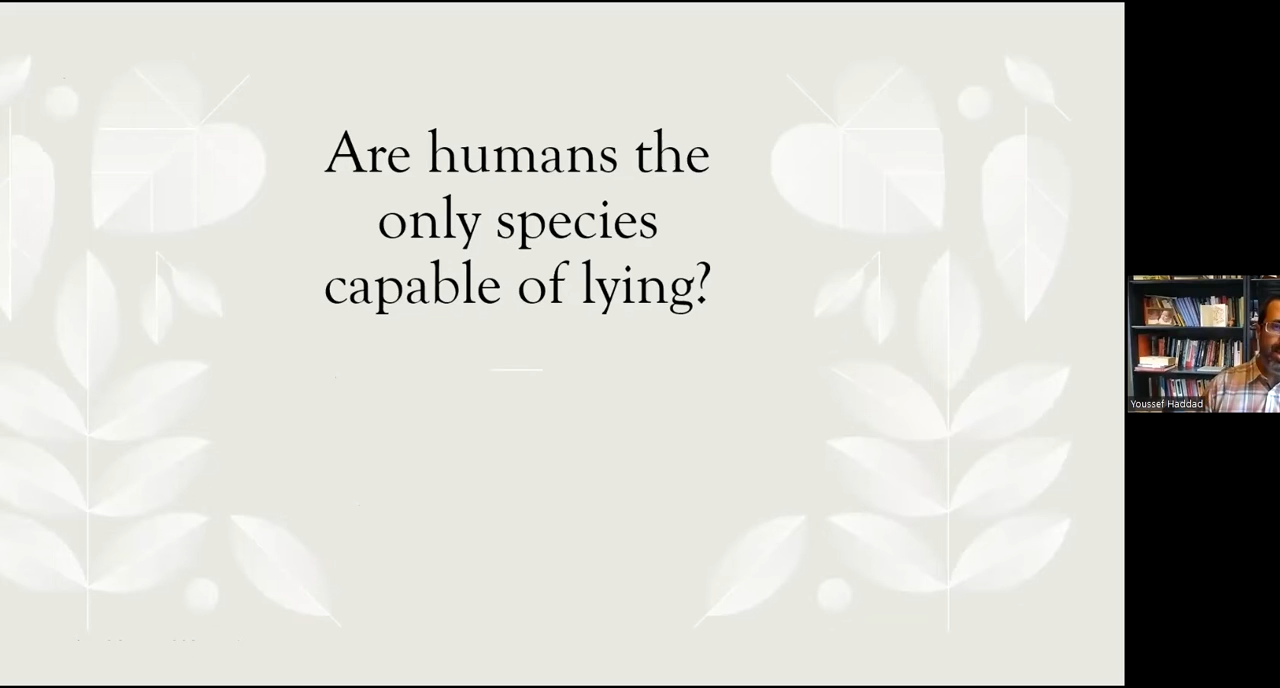 Are humans the
only species
capable of lying?
Youssef Haddad